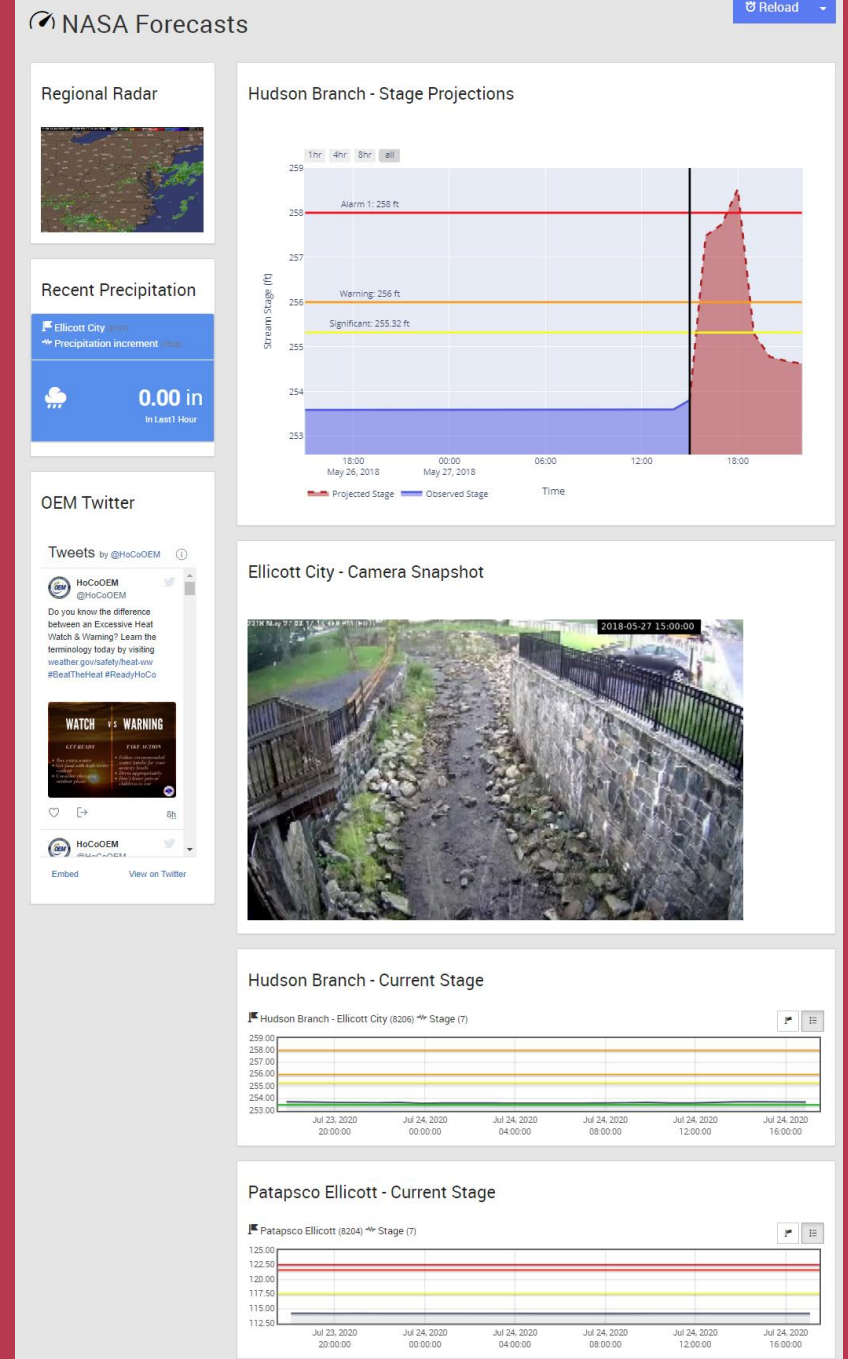 NASA Forecasts
Reload
Regional Radar
Recent Precipitation
Ellicott City
Precipitation increment
0.00 in
In Last1 Hour
OEM Twitter
Tweets by @HoCoOEM
HoCoOEM
@HoCoOEM
Do you know the difference
between an Excessive Heat
Watch & Warning? Learn the
terminology today by visiting
weather.gov/safety/heat-ww
#BeatTheHeat #ReadyHoCo
WATCH VS WARNING
GET READY TAKE ACTION
8h
HoCoOEM
@HoCoOEM
Embed View on Twitter
Hudson Branch - Stage Projections
1hr 4hr 8hr all
259
258
257
256
255
254
253
Stream Stage (ft)
Alarm 1: 258 ft
Warning: 256 ft
Significant: 255.32 ft
18:00 00:00 06:00 12:00 18:00
May 26, 2018 May 27, 2018
Projected Stage Observed Stage Time
Ellicott City - Camera Snapshot
2018-05-27 15:00:00
Hudson Branch - Current Stage
Hudson Branch - Ellicott City (8206) Stage (7)
259.00
258.00
257.00
256.00
255.00
254.00
253.00
Jul 23, 2020 Jul 24, 2020 Jul 24, 2020 Jul 24, 2020 Jul 24, 2020 Jul 24, 2020
20:00:00 00:00:00 04:00:00 08:00:00 12:00:00 16:00:00
Patapsco Ellicott - Current Stage
Patapsco Ellicott (8204) Stage (7)
125.00
122.50
120.00
117.50
115.00
112.50
Jul 23, 2020 Jul 24, 2020 Jul 24, 2020 Jul 24, 2020 Jul 24, 2020 Jul 24, 2020
20:00:00 00:00:00 04:00:00 08:00:00 12:00:00 16:00:00